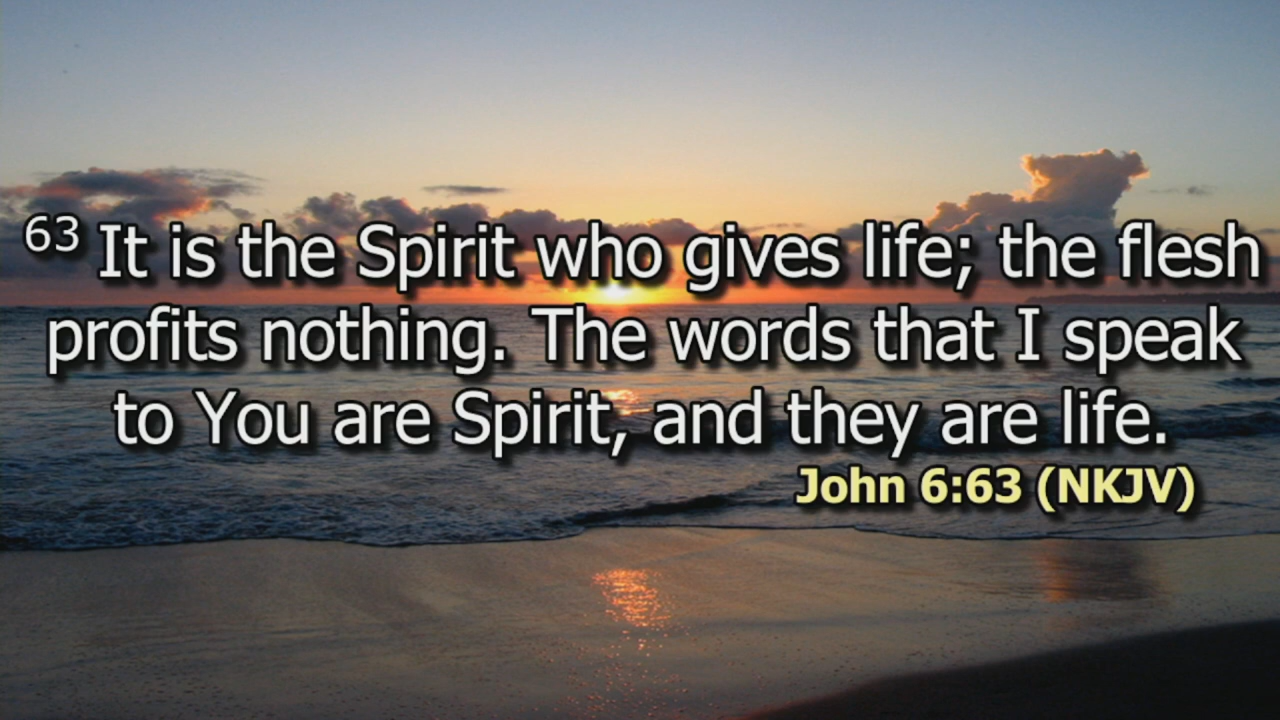 63 It is the Spirit who gives life; the flesh
profits nothing. The words that I speak
to You are Spirit, and they are life.
John 6:63 (NKJV)